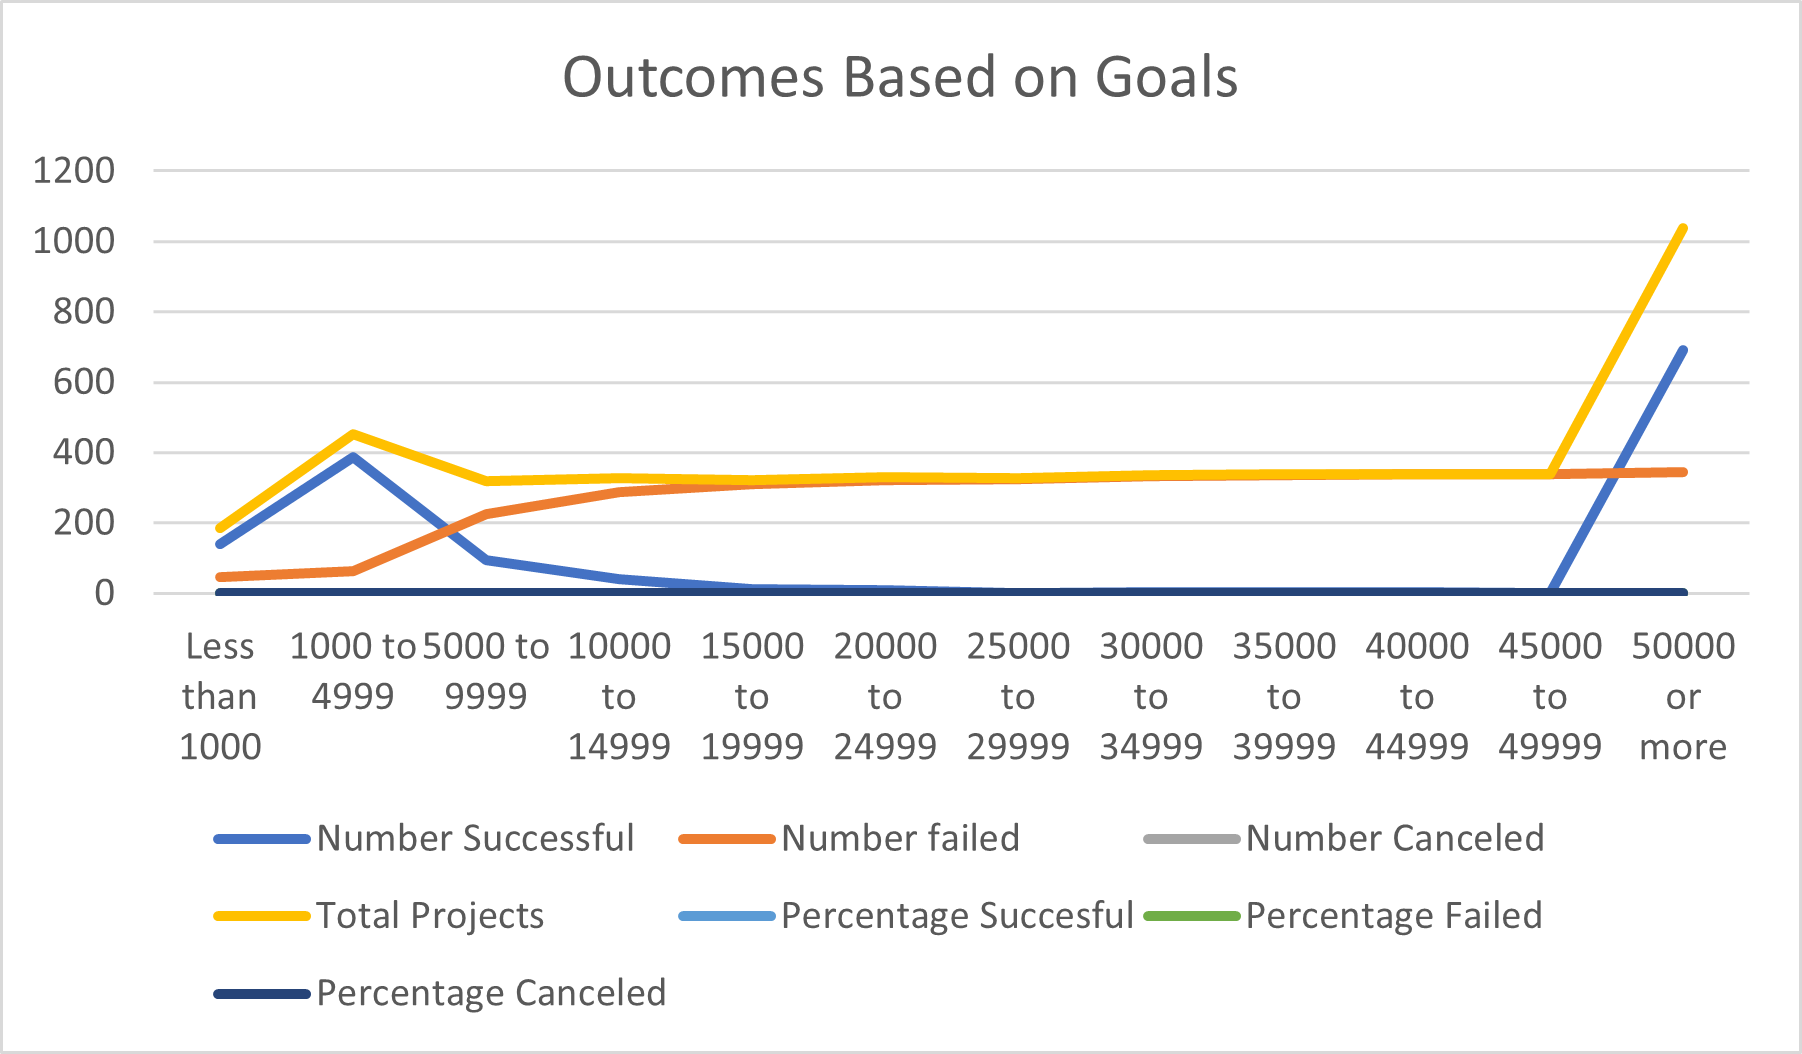 Outcomes Based on Goals
1200
1000
800
600
400
200
0
Less than 1000
1000 to 4999
5000 to 9999
10000 to 14999
15000 to 19999
20000 to 24999
25000 to 29999
30000 to 34999
35000 to 39999
40000 to 44999
45000 to 49999
50000 or more
Number Successful
Number failed
Number Canceled
Total Projects
Percentage Succesful
Percentage Failed
Percentage Canceled